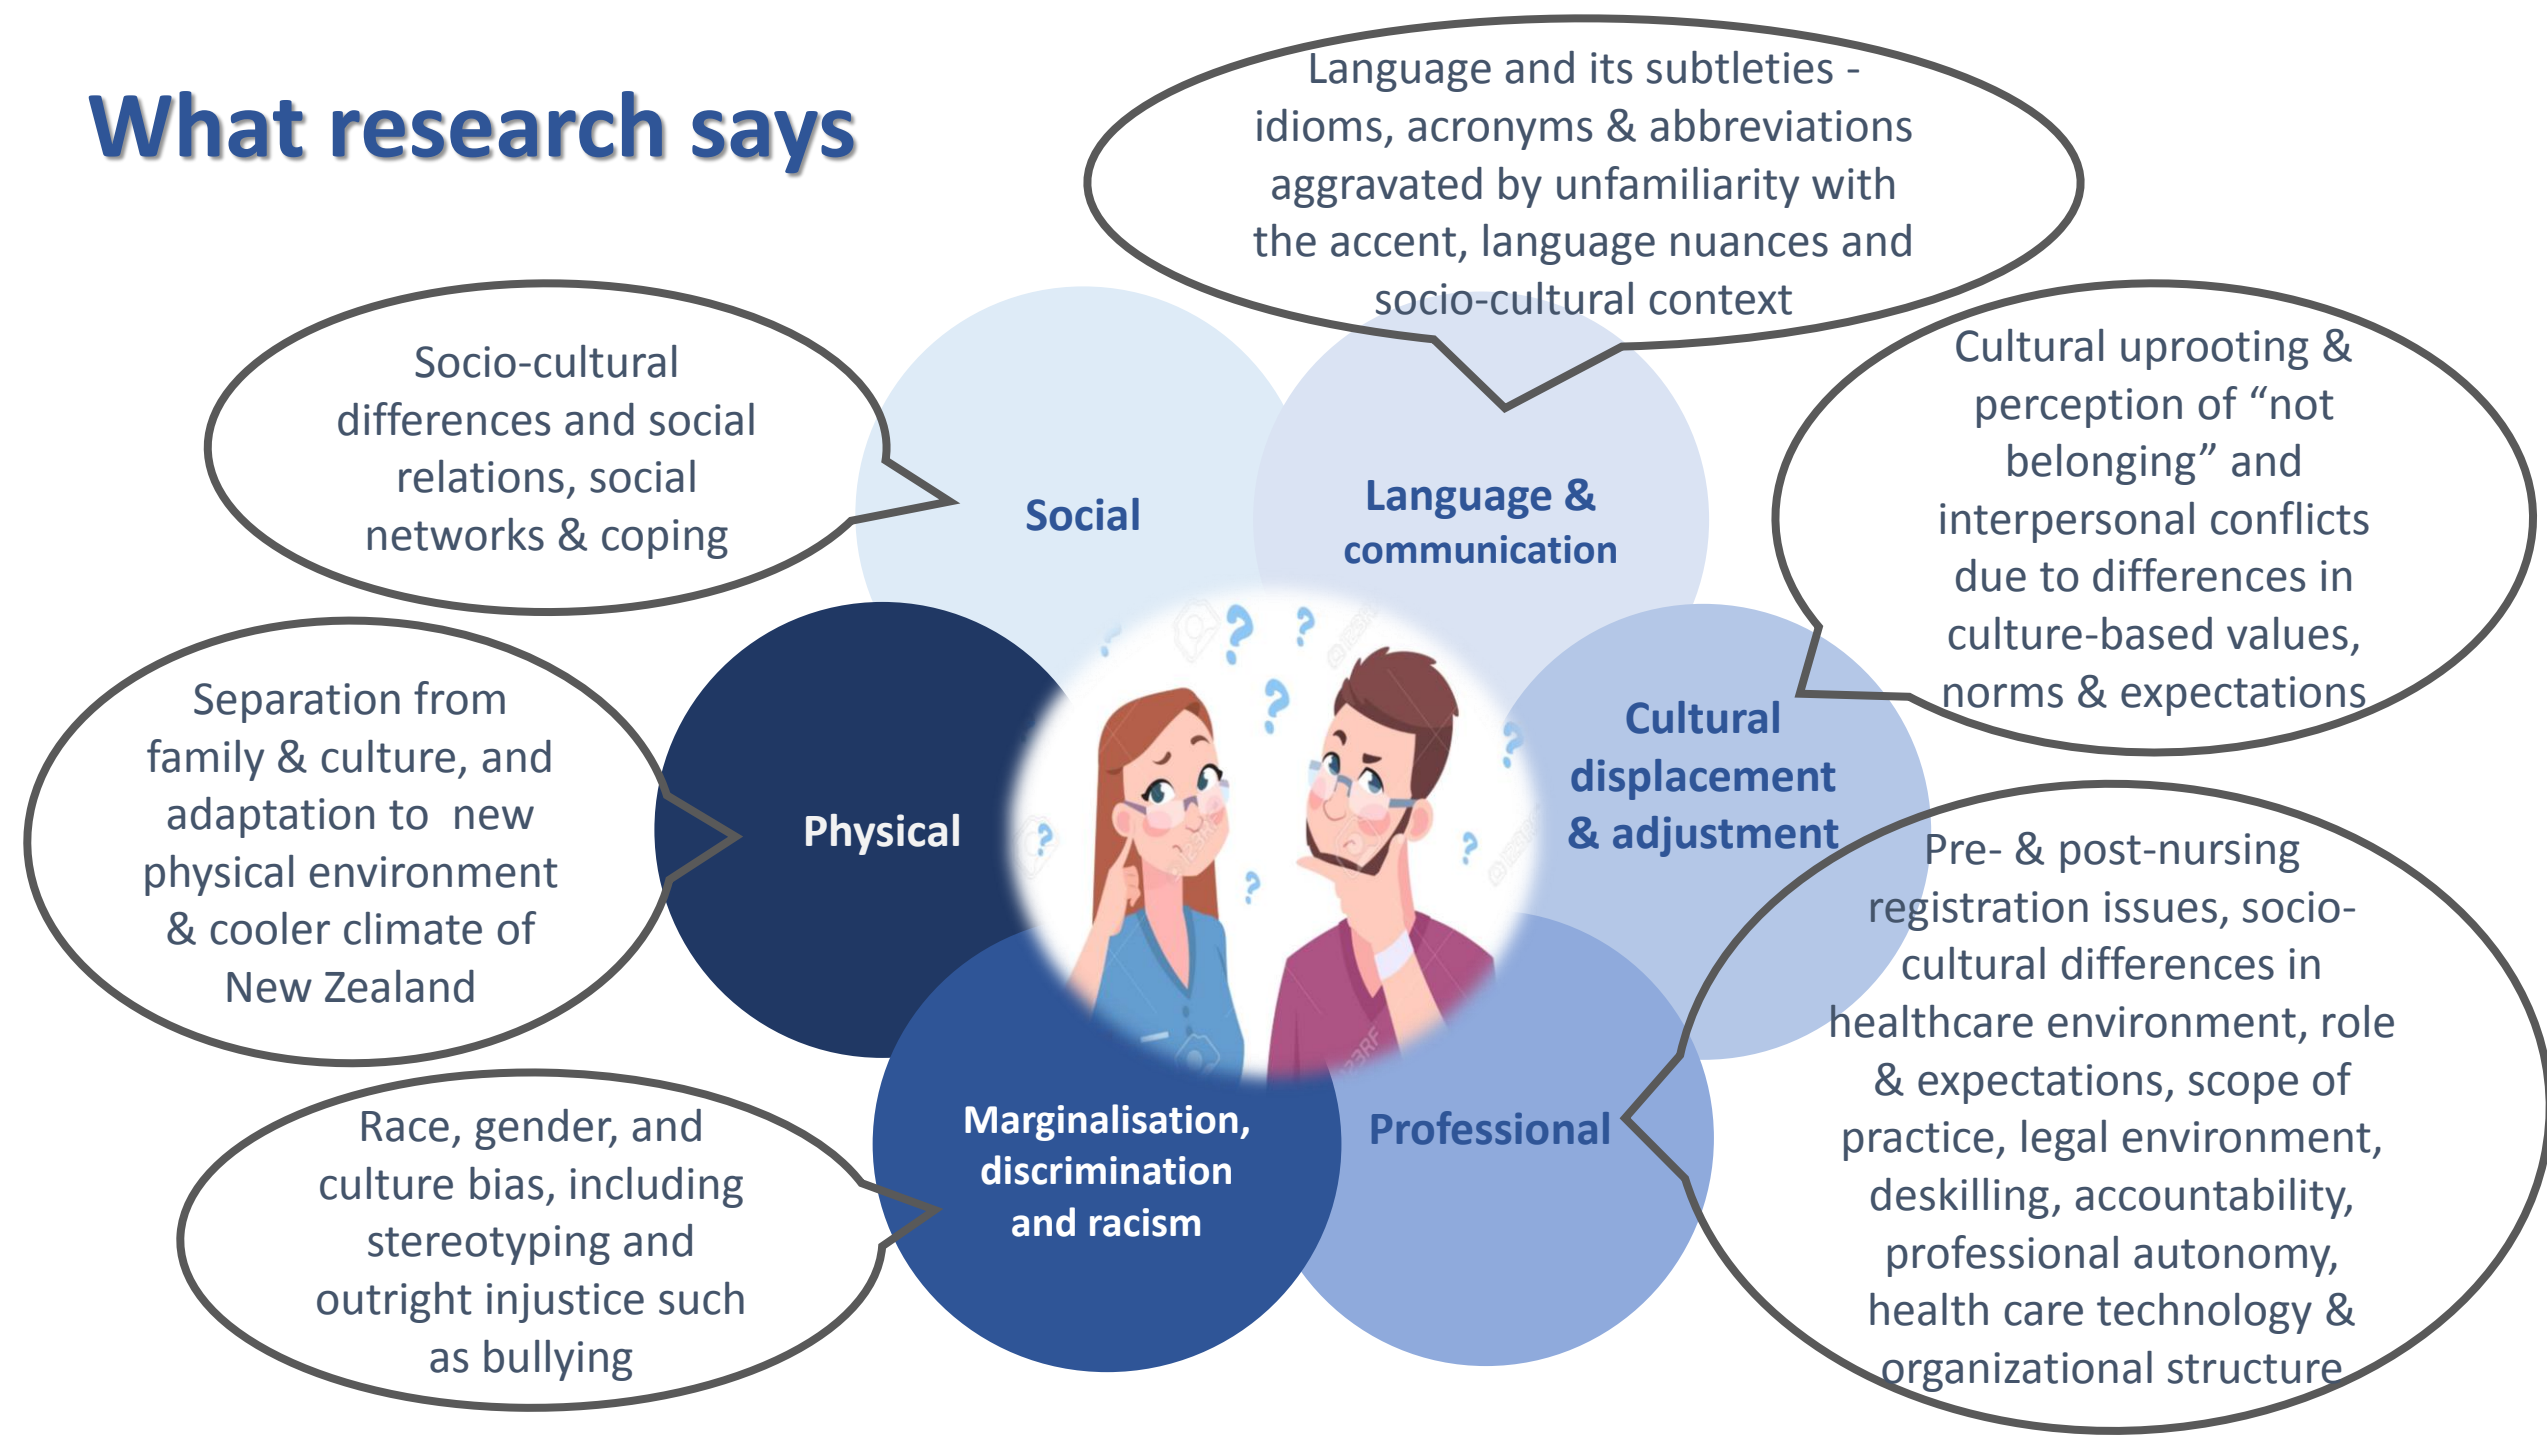 What research says
Language and its subtleties -
idioms, acronyms & abbreviations
aggravated by unfamiliarity with
the accent, language nuances and
socio-cultural context
Socio-cultural
differences and social
relations, social
networks & coping
Social
Language &
communication
Cultural uprooting &
perception of “not
belonging” and
interpersonal conflicts
due to differences in
culture-based values,
norms & expectations
Separation from
family & culture, and
adaptation to  new
physical environment
& cooler climate of
New Zealand
Physical
Cultural
displacement
& adjustment
Pre- & post-nursing
registration issues, socio-
cultural differences in
healthcare environment, role
& expectations, scope of
practice, legal environment,
deskilling, accountability,
professional autonomy,
health care technology &
organizational structure
Race, gender, and
culture bias, including
stereotyping and
outright injustice such
as bullying
Marginalisation,
discrimination
and racism
Professional
?
?
?
?
?
?
?
?
123RF
123RF
123RF
123RF